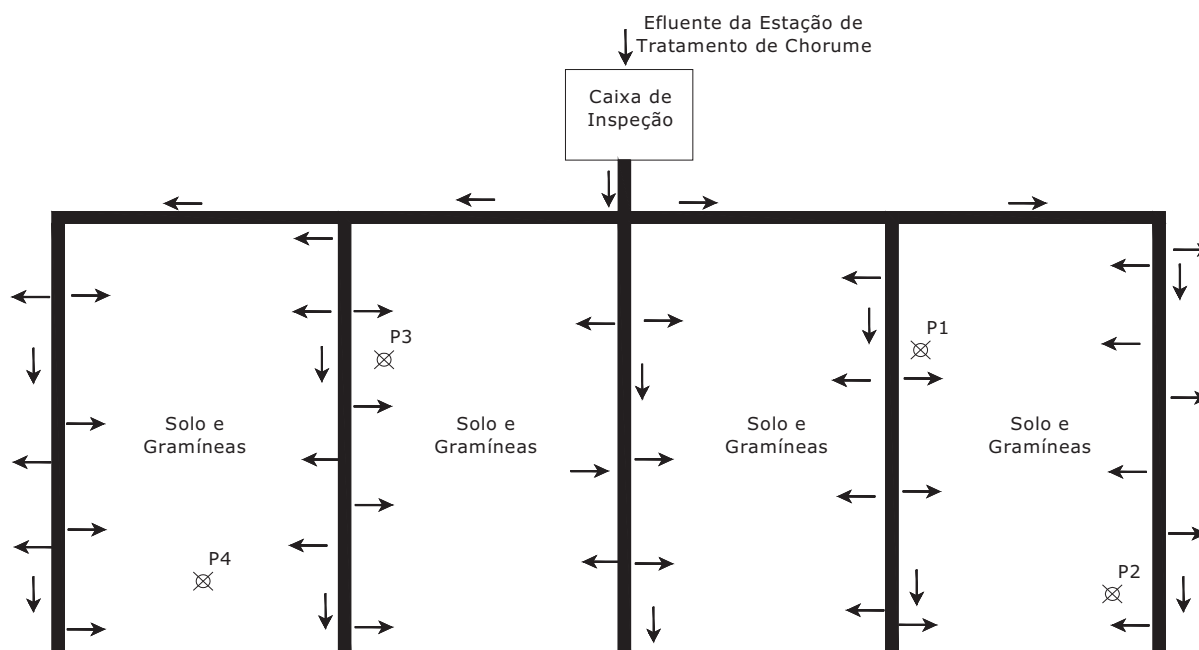 Efluente da Estação de
Tratamento de Chorume
Caixa de
Inspeção
P3
P1
Solo e
Gramíneas
Solo e
Gramíneas
Solo e
Gramíneas
Solo e
Gramíneas
P4
P2